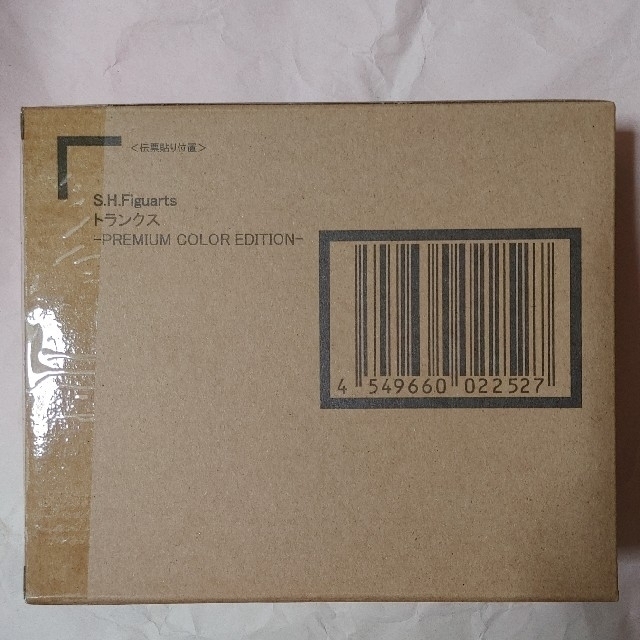 <伝票貼り位置>
S.H.Figuarts
トランクス
-PREMIUM COLOR EDITION-
4 549660 022527